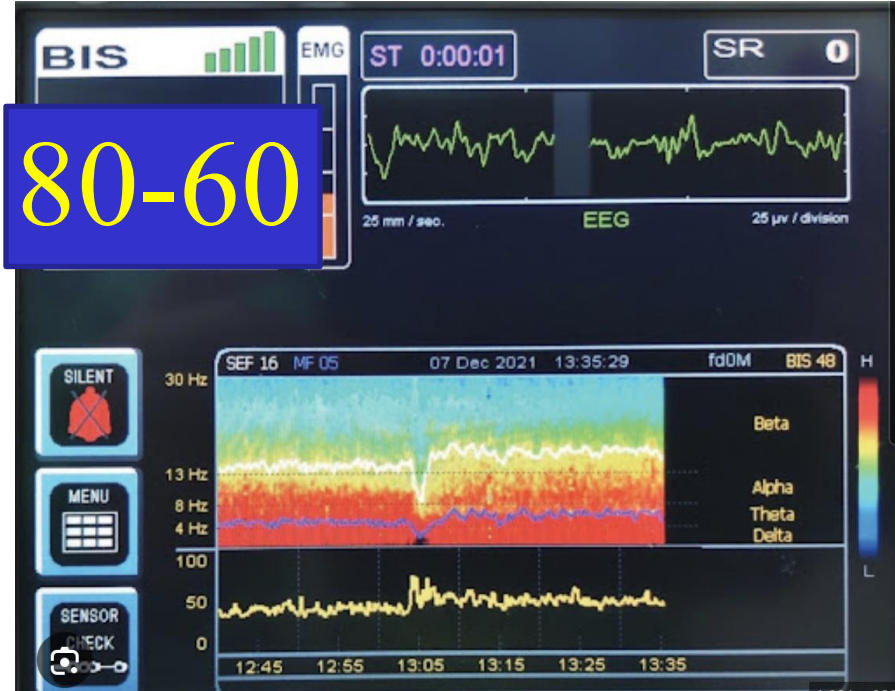 BIS
EMG
ST 0:00:01
SR 0
80-60
25 mm / sec.
EEG
25 µv / division
SILENT
MENU
SENSOR
CHECK
SEF 16 MF 05 07 Dec 2021 13:35:29 fd0M BIS 48
H
30 Hz
Beta
13 Hz
Alpha
8 Hz
Theta
4 Hz
Delta
L
100
50
0
12:45 12:55 13:05 13:15 13:25 13:35